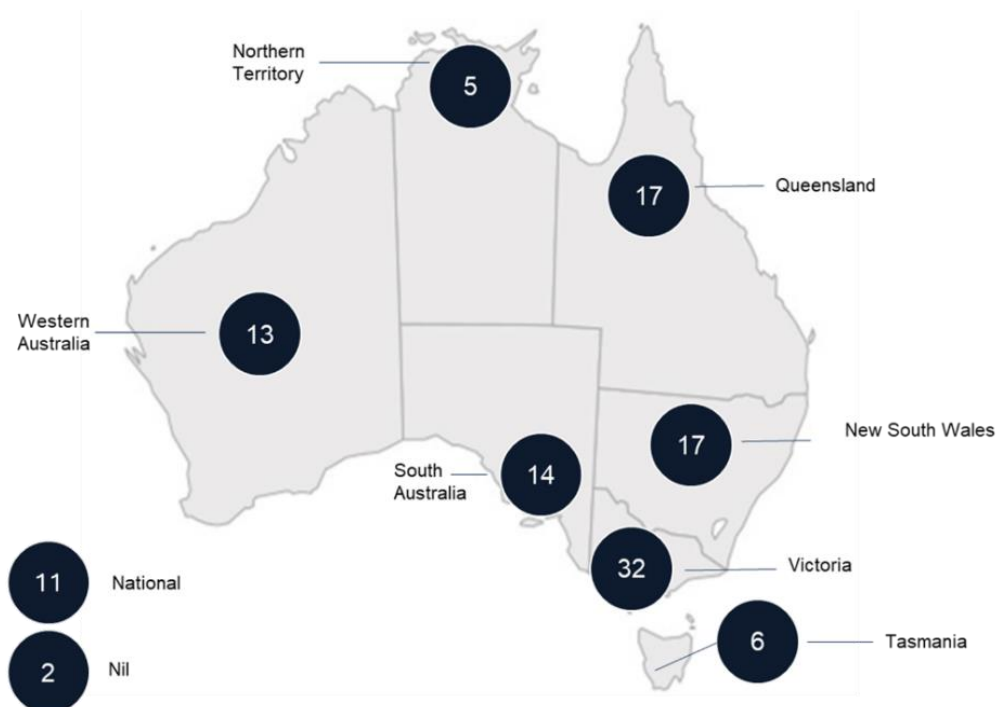 Northern
Territory
5
17
Queensland
Western
Australia
13
New South Wales
17
South
Australia
14
32
Victoria
11
National
6
Tasmania
2
Nil